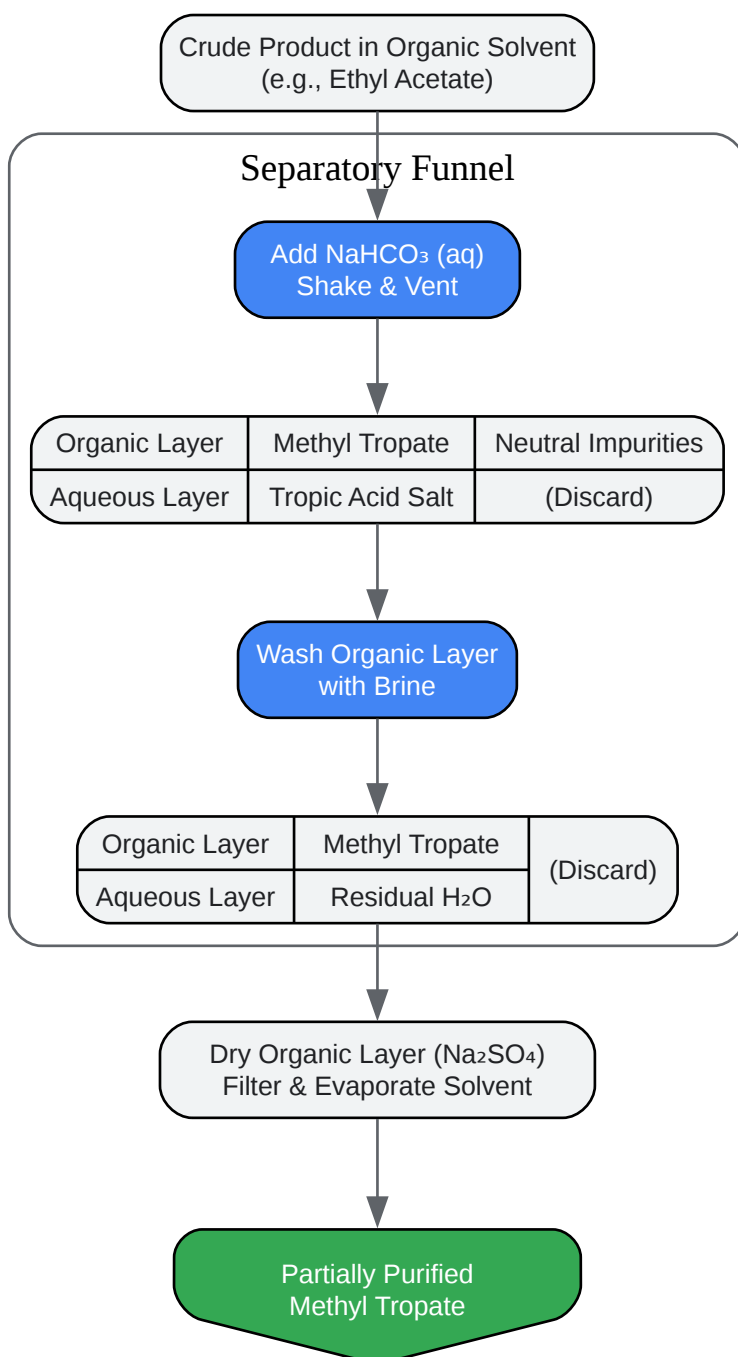 Crude Product in Organic Solvent
(e.g., Ethyl Acetate)
Separatory Funnel
Add NaHCO₃ (aq)
Shake & Vent
Organic Layer Methyl Tropate Neutral Impurities
Aqueous Layer Tropic Acid Salt (Discard)
Wash Organic Layer
with Brine
Organic Layer Methyl Tropate
(Discard)
Aqueous Layer Residual H₂O
Dry Organic Layer (Na₂SO₄)
Filter & Evaporate Solvent
Partially Purified
Methyl Tropate